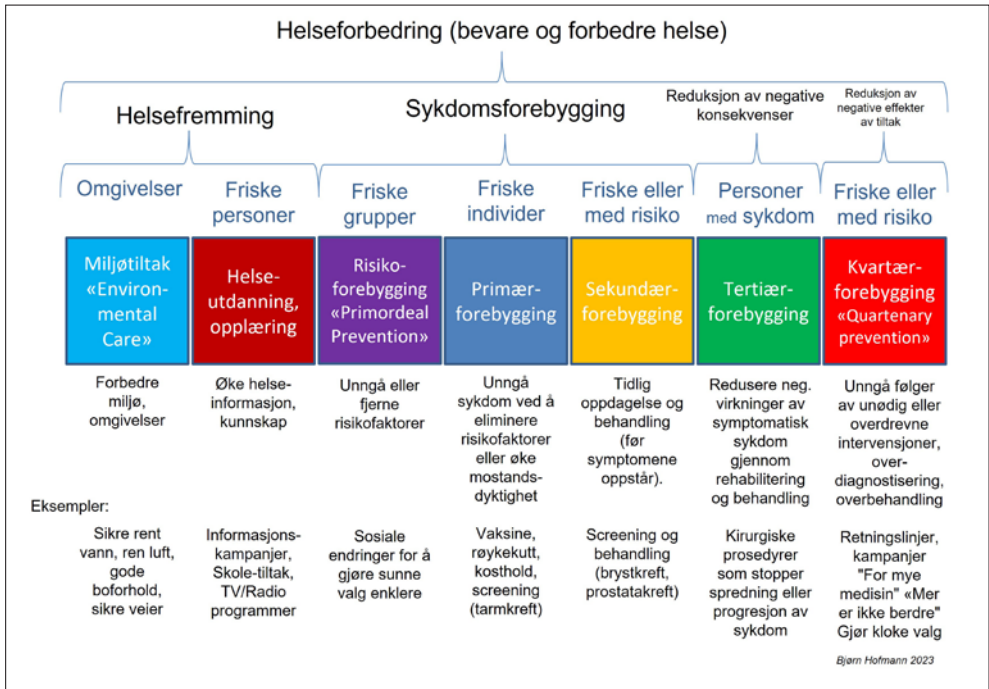 Helseforbedring (bevare og forbedre helse)
Helsefremming
Sykdomsforebygging
Reduksjon av negative
konsekvenser
Reduksjon av
negative effekter
av tiltak
Omgivelser
Friske
personer
Friske
grupper
Friske
individer
Friske eller
med risiko
Personer
med sykdom
Friske eller
med risiko
Miljøtiltak
«Environ-
mental
Care»
Helse-
utdanning,
opplæring
Risiko-
forebygging
«Primordeal
Prevention»
Primær-
forebygging
Sekundær-
forebygging
Tertiær-
forebygging
Kvartær-
forebygging
«Quartenary
prevention»
Forbedre
miljø,
omgivelser
Øke helse-
informasjon,
kunnskap
Unngå eller
fjerne
risikofaktorer
Unngå
sykdom ved å
eliminere
risikofaktorer
eller øke
mostands-
dyktighet
Tidlig
oppdagelse og
behandling
(før
symptomene
oppstår).
Redusere neg.
virkninger av
symptomatisk
sykdom
gjennom
rehabilitering
og behandling
Unngå følger
av unødig eller
overdrevne
intervensjoner,
over-
diagnostisering,
overbehandling
Eksempler:
Sikre rent
vann, ren luft,
gode
boforhold,
sikre veier
Informasjons-
kampanjer,
Skole-tiltak,
TV/Radio
programmer
Sosiale
endringer for å
gjøre sunne
valg enklere
Vaksine,
røykekutt,
kosthold,
screening
(tarmkreft)
Screening og
behandling
(brystkreft,
prostatakreft)
Kirurgiske
prosedyrer
som stopper
spredning eller
progresjon av
sykdom
Retningslinjer,
kampanjer
"For mye
medisin" «Mer
er ikke berdre"
Gjør kloke valg
Bjørn Hofmann 2023